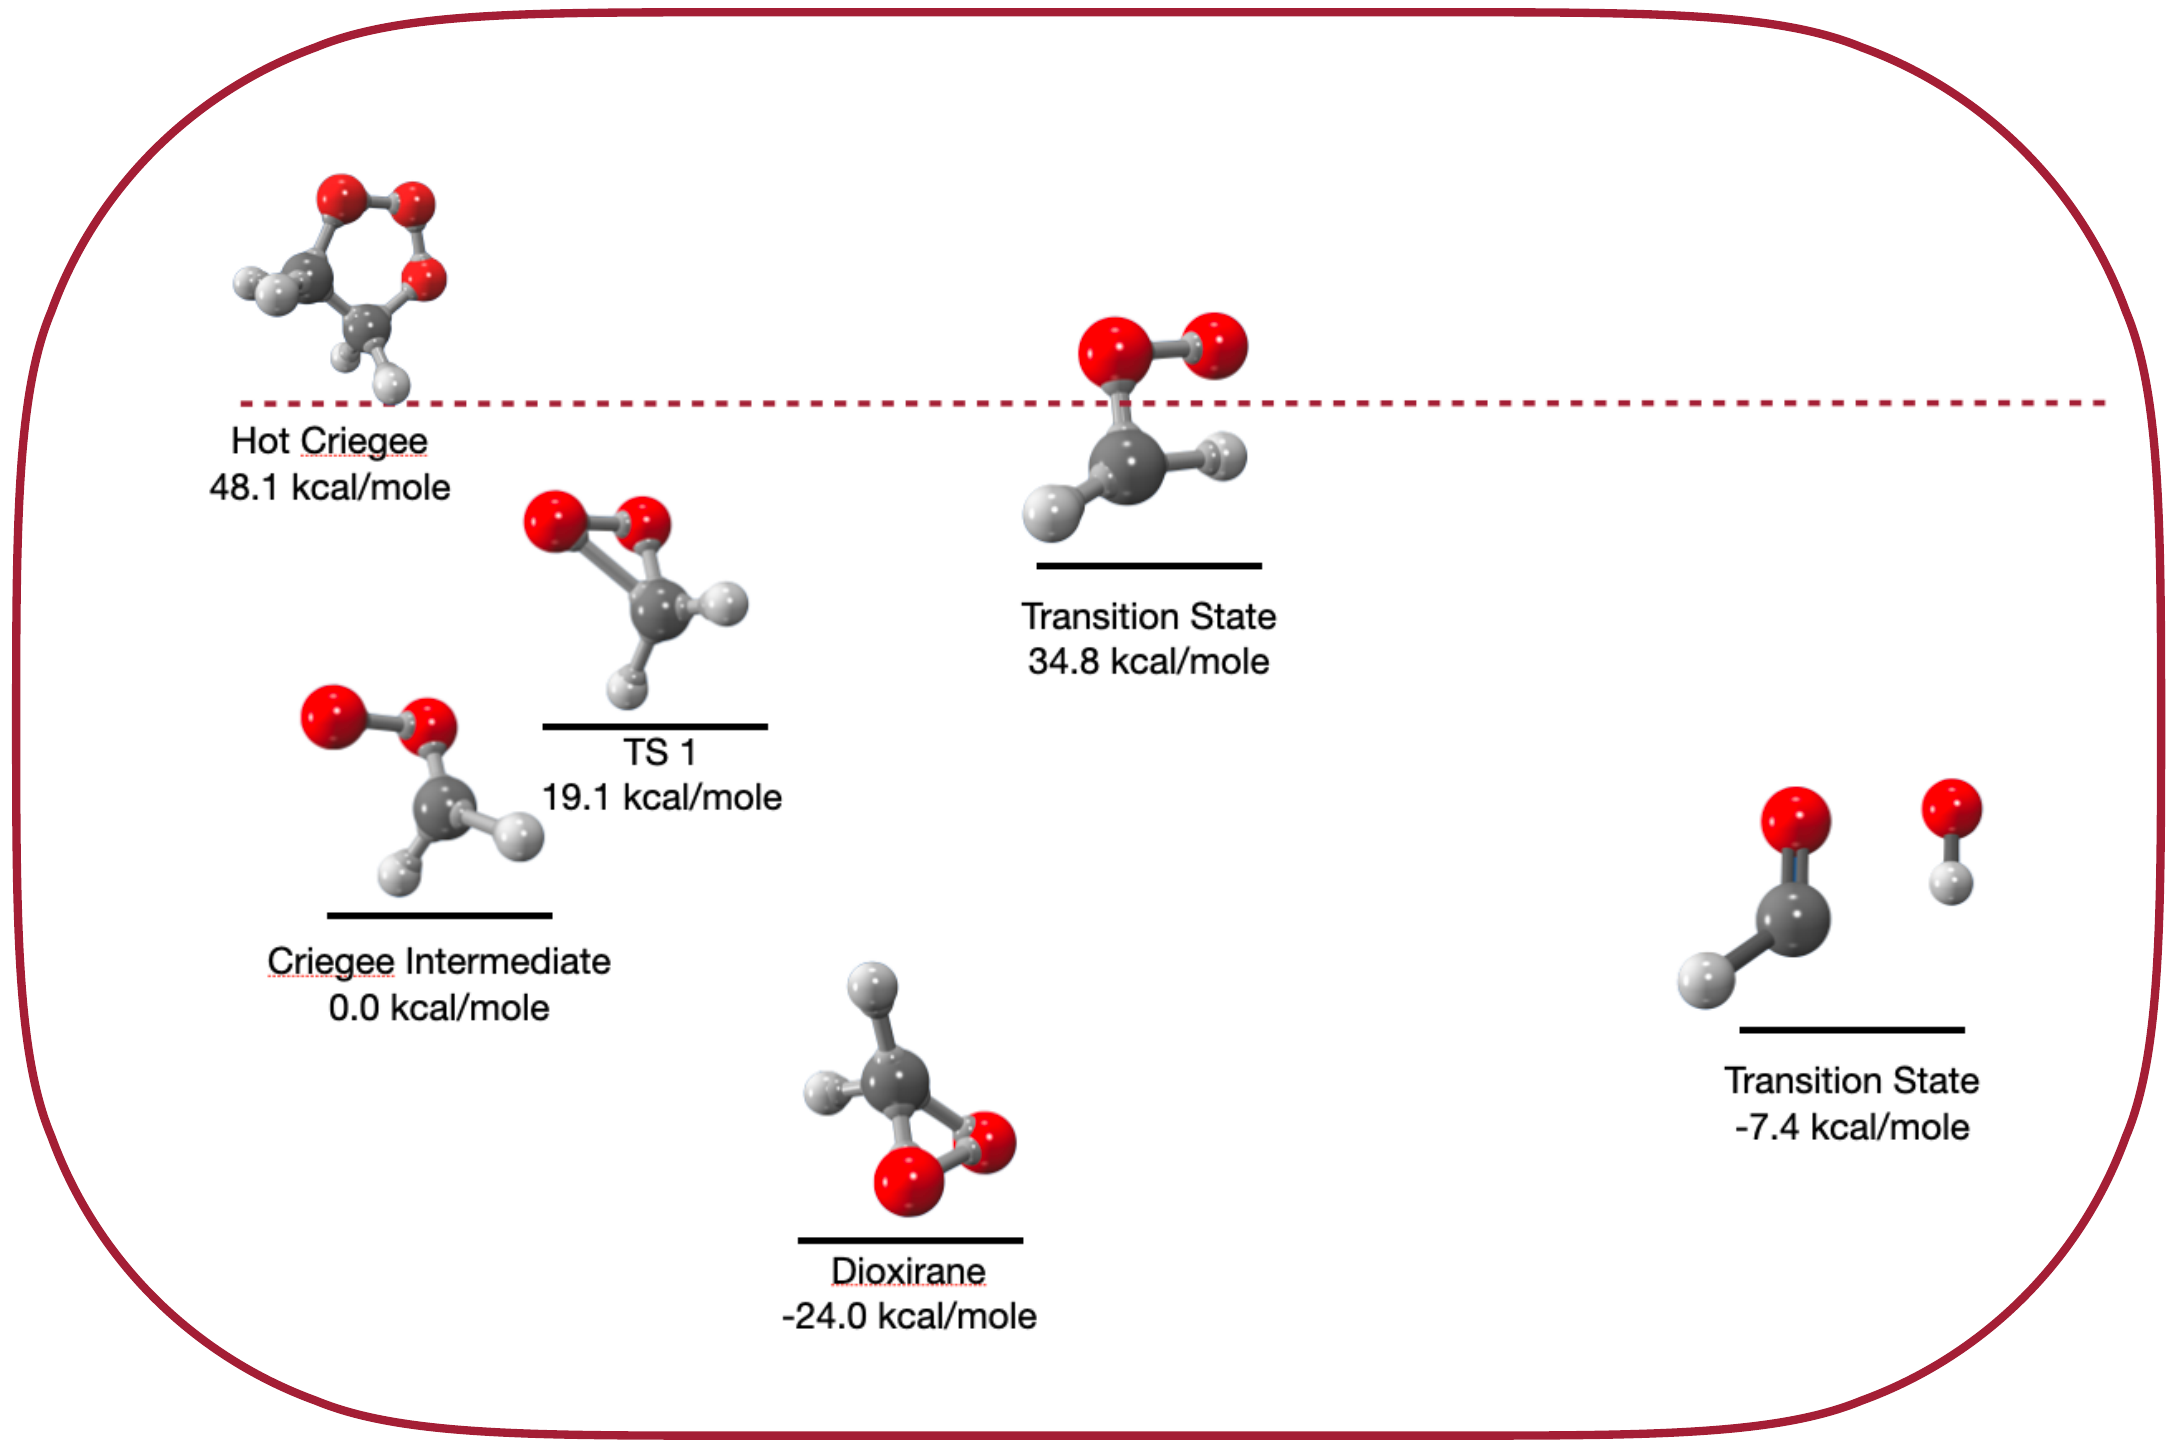 Hot Criegee
48.1 kcal/mole
Transition State
34.8 kcal/mole
TS 1
19.1 kcal/mole
Criegee Intermediate
0.0 kcal/mole
Transition State
-7.4 kcal/mole
Dioxirane
-24.0 kcal/mole